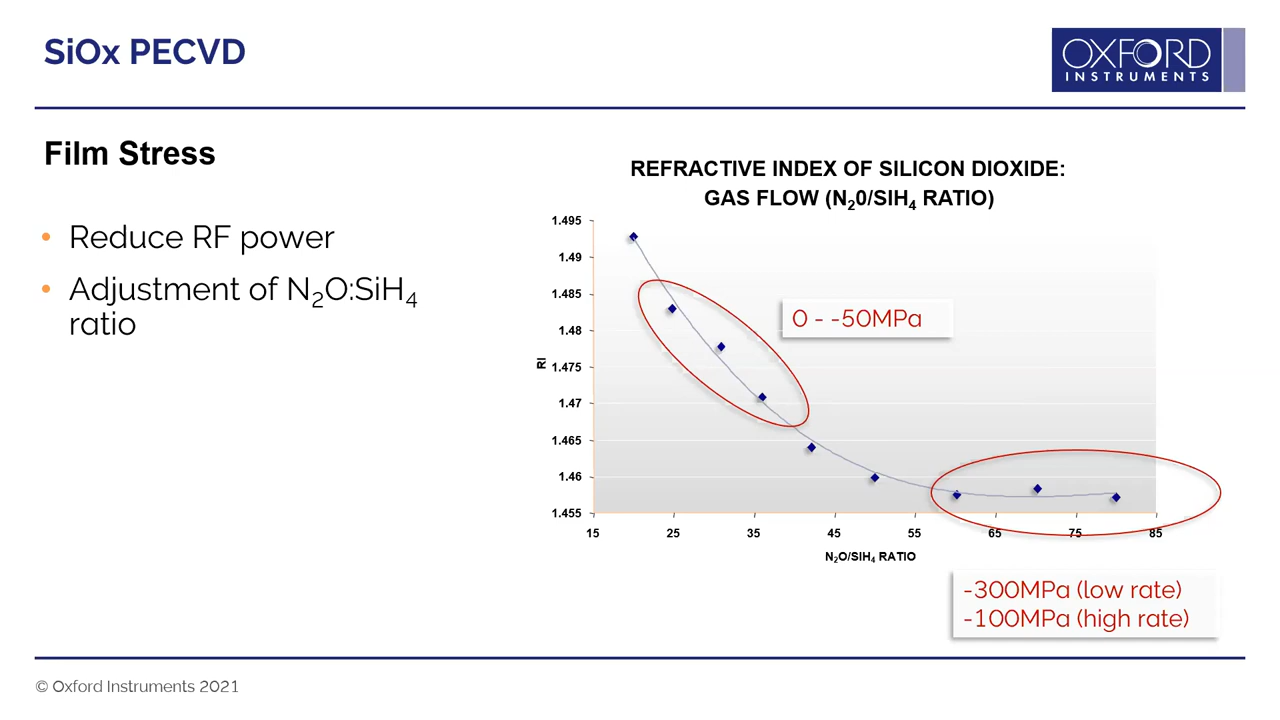 SiOx PECVD
OXFORD
INSTRUMENTS
Film Stress
• Reduce RF power
• Adjustment of N₂O:SiH₄
ratio
REFRACTIVE INDEX OF SILICON DIOXIDE:
GAS FLOW (N₂0/SIH₄ RATIO)
1.495
1.49
1.485
1.48
1.475
1.47
1.465
1.46
1.455
RI
0 - -50MPa
15 25 35 45 55 65 75 85
N₂O/SIH₄ RATIO
-300MPa (low rate)
-100MPa (high rate)
© Oxford Instruments 2021